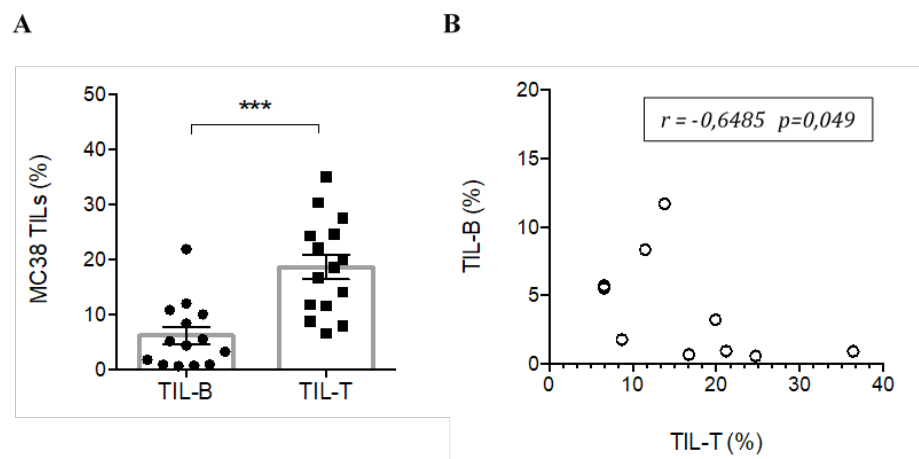 A
B
MC38 TILs (%)
50
40
30
20
10
0
***
TIL-B
TIL-T
TIL-B (%)
20
15
10
5
0
r = -0,6485 p=0,049
0
10
20
30
40
TIL-T (%)